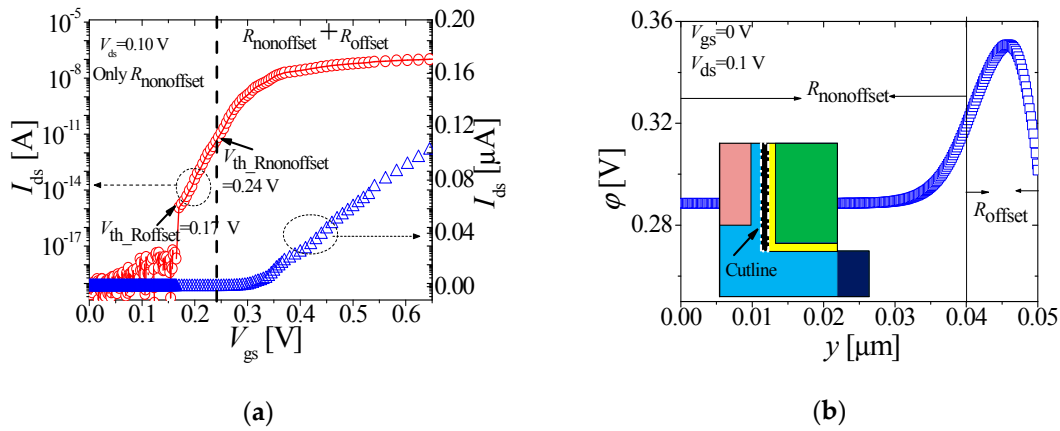 10⁻⁵
10⁻⁸
10⁻¹¹
10⁻¹⁴
10⁻¹⁷
I_ds [A]
V_ds=0.10 V
Only R_nonoffset
R_nonoffset+R_offset
V_th_Rnonoffset
=0.24 V
V_th_Roffset=0.17 V
0.20
0.16
0.12
0.08
0.04
0.00
I_ds [μA]
0.0 0.1 0.2 0.3 0.4 0.5 0.6
V_gs [V]
(a)
0.36
0.32
0.28
0.24
φ [V]
V_gs=0 V
V_ds=0.1 V
R_nonoffset
R_offset
Cutline
0.00 0.01 0.02 0.03 0.04 0.05
y [μm]
(b)